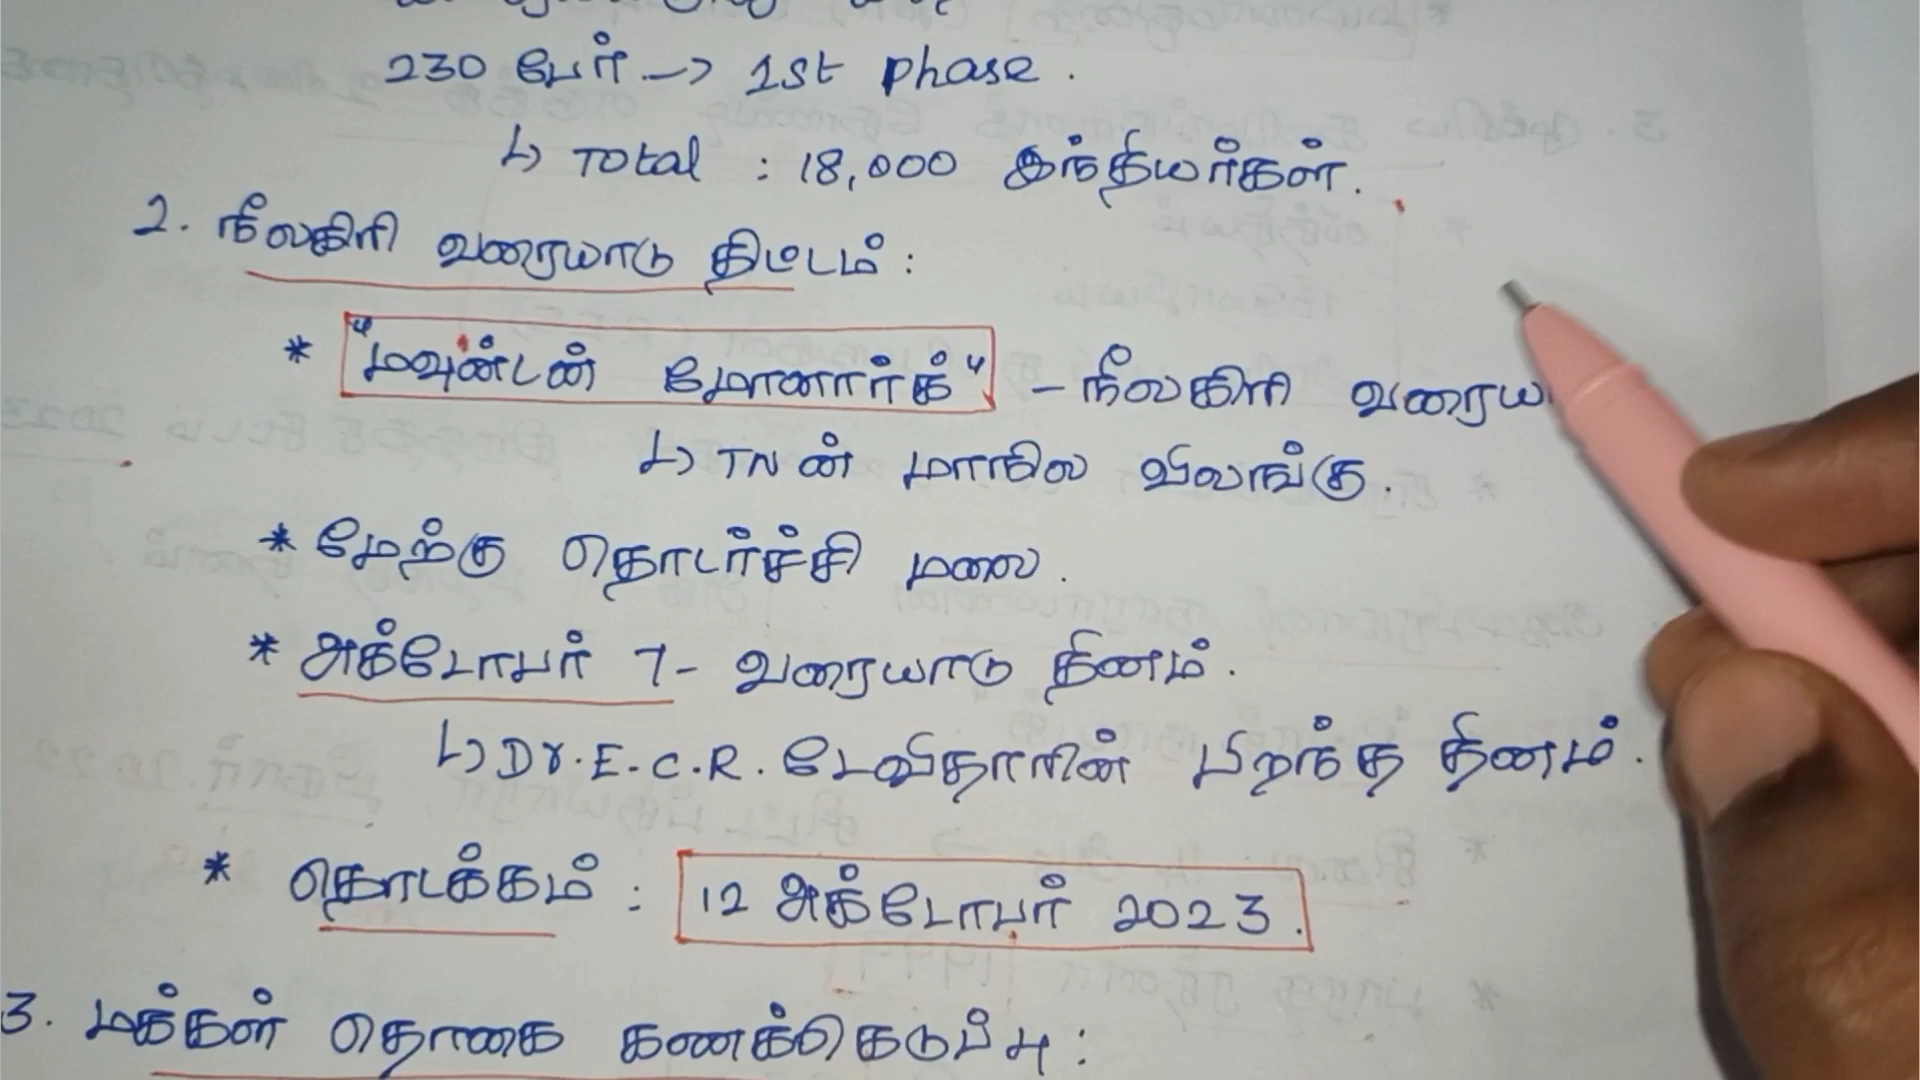 230 பேர் -> 1st phase.
↳ Total : 18,000 இந்தியர்கள்.
2. நீலகிரி வரையாடு திட்டம் :
* "மவுண்டன் மோனார்க்" - நீலகிரி வரைய
↳ TN ன் மாநில விலங்கு.
* மேற்கு தொடர்ச்சி மலை.
* அக்டோபர் 7 - வரையாடு தினம்.
↳ Dr. E. C. R. டேவிதாரின் பிறந்த தினம்.
* தொடக்கம் : 12 அக்டோபர் 2023.
3. மக்கள் தொகை கணக்கெடுப்பு :